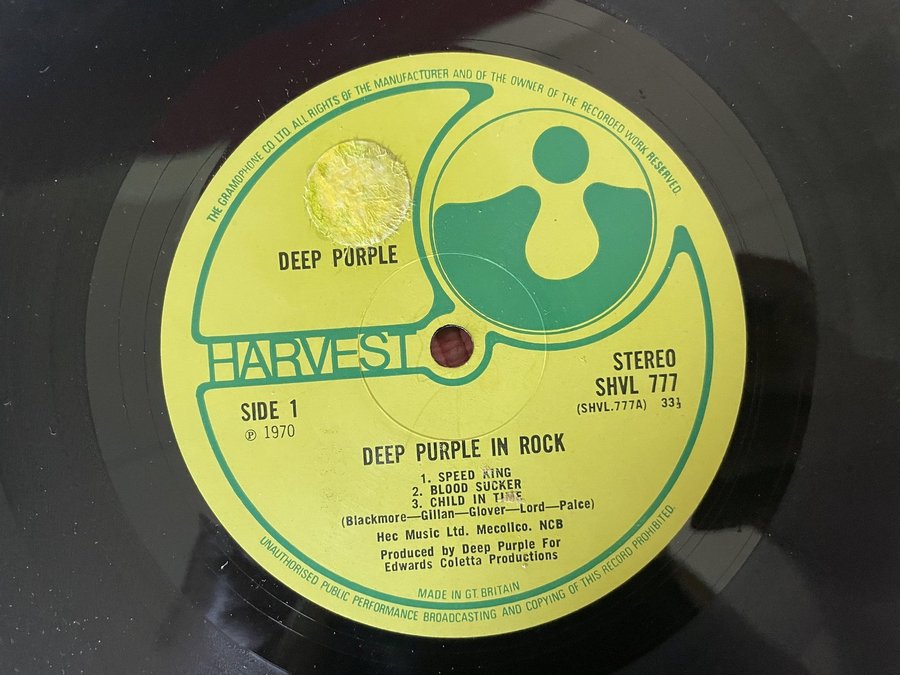 THE GRAMOPHONE CO. LTD. ALL RIGHTS OF THE MANUFACTURER AND OF THE OWNER OF THE RECORDED WORK RESERVED.
DEEP PURPLE
HARVEST
STEREO
SHVL 777
(SHVL.777A) 33⅓
SIDE 1
℗ 1970
DEEP PURPLE IN ROCK
1. SPEED KING
2. BLOOD SUCKER
3. CHILD IN TIME
(Blackmore—Gillan—Glover—Lord—Paice)
Hec Music Ltd. Mecolico. NCB
Produced by Deep Purple For
Edwards Coletta Productions
MADE IN GT. BRITAIN
UNAUTHORISED PUBLIC PERFORMANCE BROADCASTING AND COPYING OF THIS RECORD PROHIBITED.